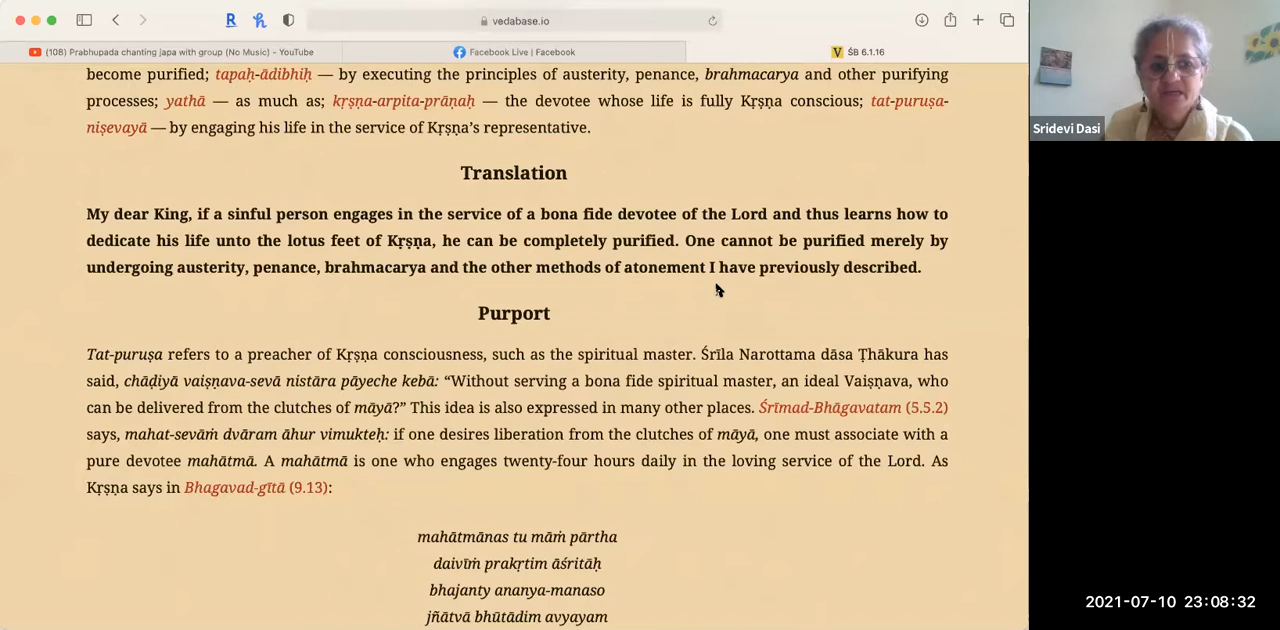 vedabase.io
(108) Prabhupada chanting japa with group (No Music) - YouTube
Facebook Live | Facebook
V ŚB 6.1.16
become purified; tapaḥ-ādibhiḥ — by executing the principles of austerity, penance, brahmacarya and other purifying
processes; yathā — as much as; kṛṣṇa-arpita-prāṇaḥ — the devotee whose life is fully Kṛṣṇa conscious; tat-puruṣa-
niṣevayā — by engaging his life in the service of Kṛṣṇa’s representative.
Translation
My dear King, if a sinful person engages in the service of a bona fide devotee of the Lord and thus learns how to
dedicate his life unto the lotus feet of Kṛṣṇa, he can be completely purified. One cannot be purified merely by
undergoing austerity, penance, brahmacarya and the other methods of atonement I have previously described.
Purport
Tat-puruṣa refers to a preacher of Kṛṣṇa consciousness, such as the spiritual master. Śrīla Narottama dāsa Ṭhākura has
said, chāḍiyā vaiṣṇava-sevā nistāra pāyeche kebā: “Without serving a bona fide spiritual master, an ideal Vaiṣṇava, who
can be delivered from the clutches of māyā?” This idea is also expressed in many other places. Śrīmad-Bhāgavatam (5.5.2)
says, mahat-sevāṁ dvāram āhur vimukteḥ: if one desires liberation from the clutches of māyā, one must associate with a
pure devotee mahātmā. A mahātmā is one who engages twenty-four hours daily in the loving service of the Lord. As
Kṛṣṇa says in Bhagavad-gītā (9.13):
mahātmānas tu māṁ pārtha
daivīṁ prakṛtim āśritāḥ
bhajanty ananya-manaso
jñātvā bhūtādim avyayam
Sridevi Dasi
2021-07-10 23:08:32